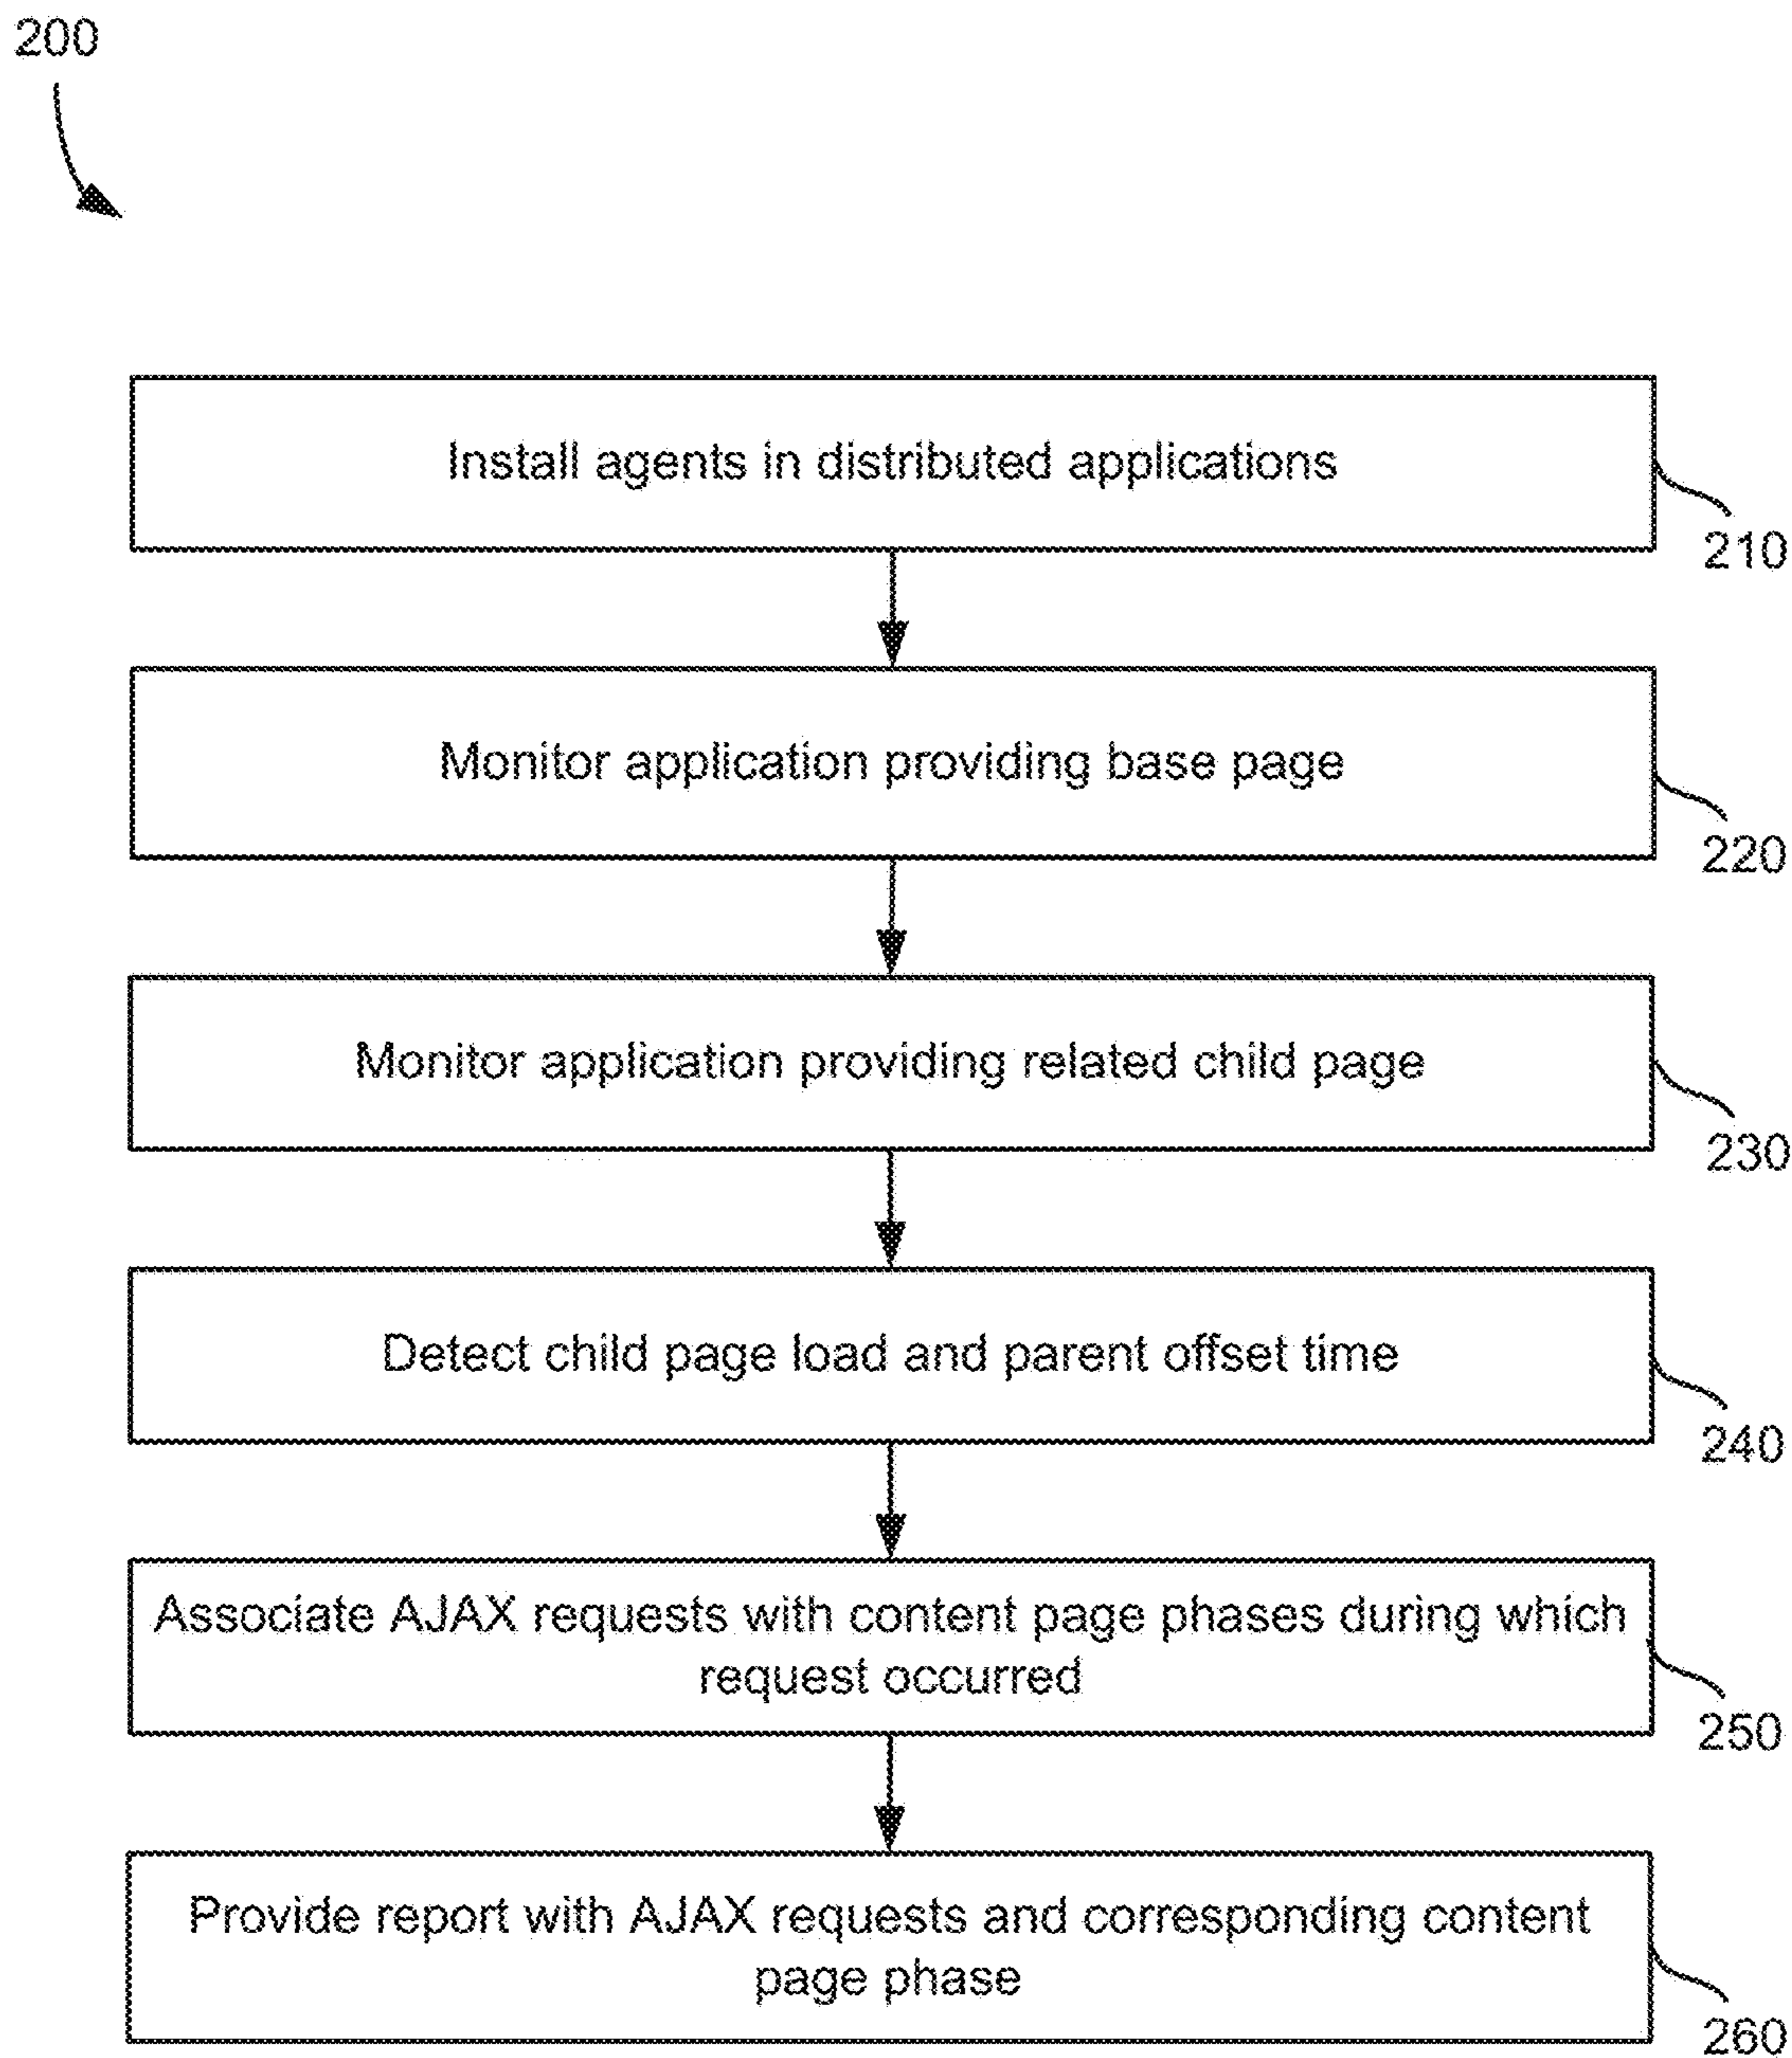 200
Install agents in distributed applications
210
Monitor application providing base page
220
Monitor application providing related child page
230
Detect child page load and parent offset time
240
Associate AJAX requests with content page phases during which
request occurred
250
Provide report with AJAX requests and corresponding content
page phase
260